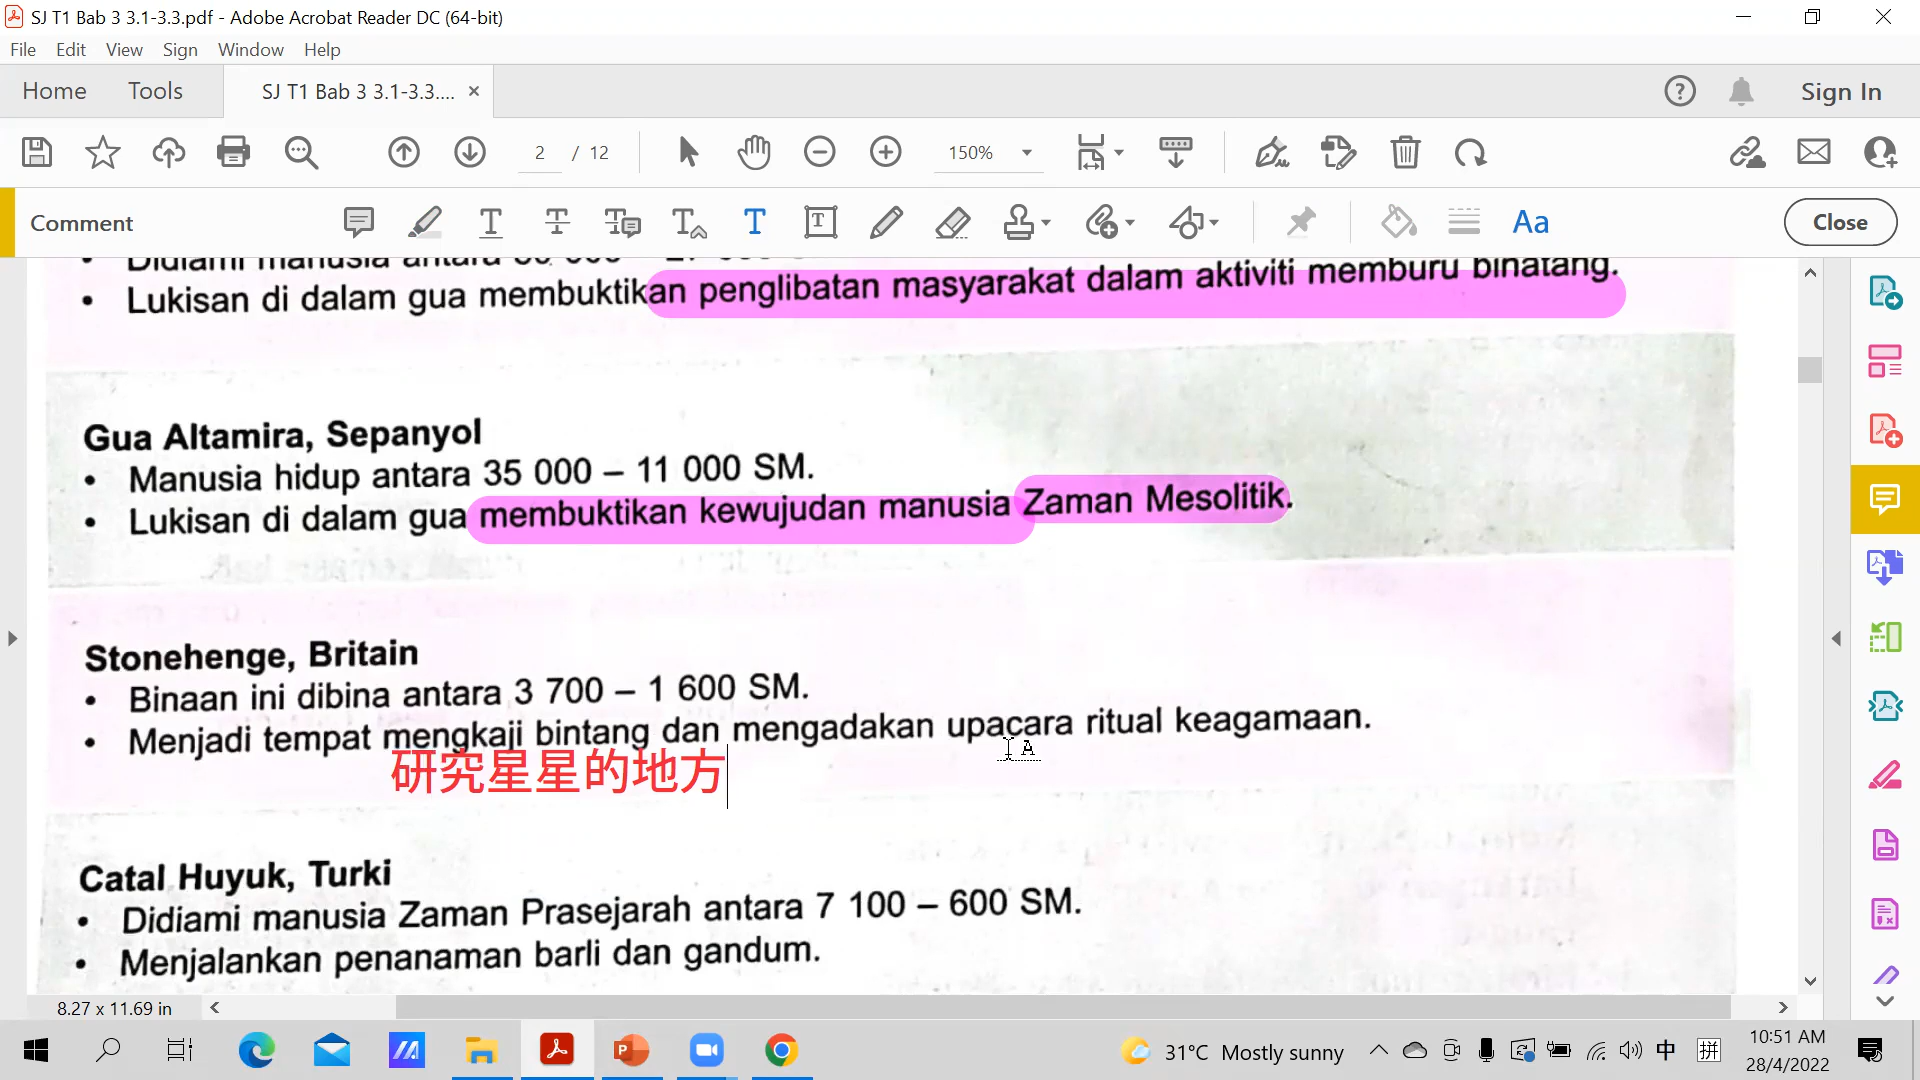 SJ T1 Bab 3 3.1-3.3.pdf - Adobe Acrobat Reader DC (64-bit)
File Edit View Sign Window Help
Home Tools SJ T1 Bab 3 3.1-3.3.... × Sign In
2 / 12 150%
Comment Aa Close
Didiami manusia antara
• Lukisan di dalam gua membuktikan penglibatan masyarakat dalam aktiviti memburu binatang.
Gua Altamira, Sepanyol
• Manusia hidup antara 35 000 – 11 000 SM.
• Lukisan di dalam gua membuktikan kewujudan manusia Zaman Mesolitik.
Stonehenge, Britain
• Binaan ini dibina antara 3 700 – 1 600 SM.
• Menjadi tempat mengkaji bintang dan mengadakan upacara ritual keagamaan.
研究星星的地方
Catal Huyuk, Turki
• Didiami manusia Zaman Prasejarah antara 7 100 – 600 SM.
• Menjalankan penanaman barli dan gandum.
8.27 x 11.69 in
31°C Mostly sunny 中 拼 10:51 AM
28/4/2022